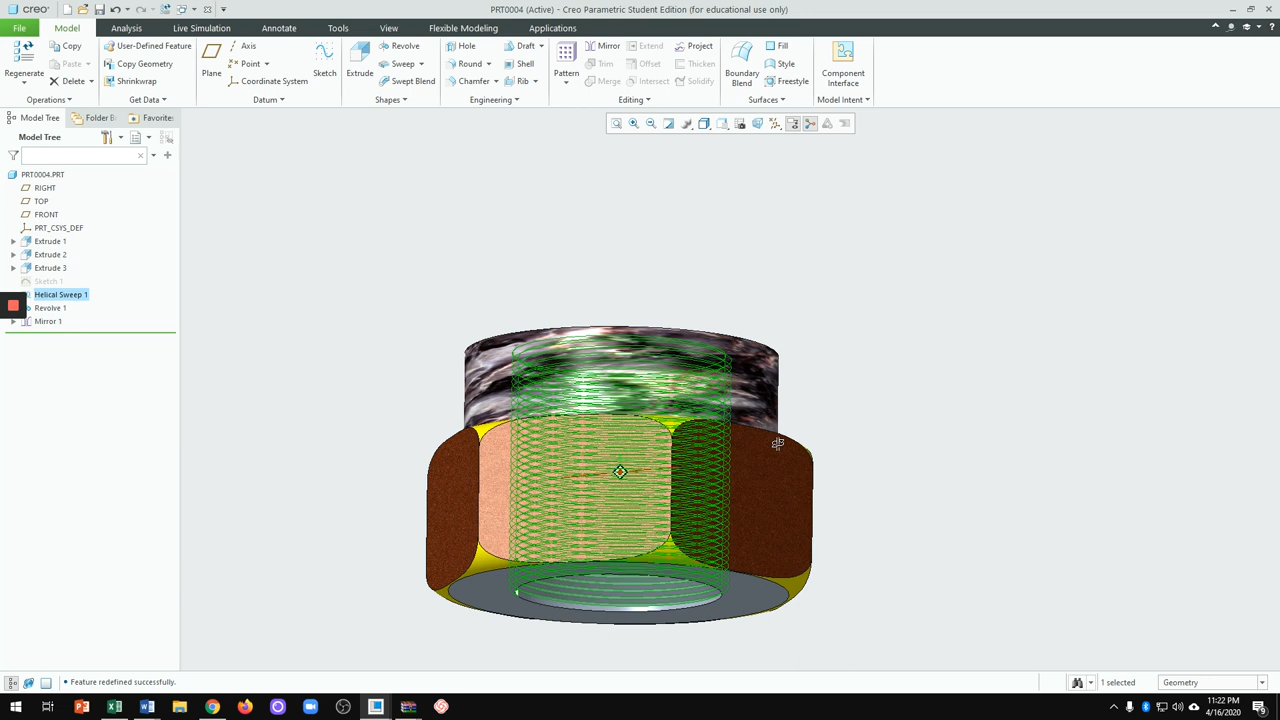 creo
PRT0004 (Active) - Creo Parametric Student Edition (for educational use only)
File Model Analysis Live Simulation Annotate Tools View Flexible Modeling Applications
Regenerate
Copy
Paste
Delete
Operations
User-Defined Feature
Copy Geometry
Shrinkwrap
Get Data
Plane
Axis
Point
Coordinate System
Sketch
Datum
Extrude
Revolve
Sweep
Swept Blend
Shapes
Hole
Round
Chamfer
Draft
Shell
Rib
Engineering
Pattern
Mirror
Trim
Merge
Extend
Offset
Intersect
Project
Thicken
Solidify
Editing
Boundary Blend
Fill
Style
Freestyle
Surfaces
Component Interface
Model Intent
Model Tree
Folder B
Favorite
Model Tree
PRT0004.PRT
RIGHT
TOP
FRONT
PRT_CSYS_DEF
Extrude 1
Extrude 2
Extrude 3
Sketch 1
Helical Sweep 1
Revolve 1
Mirror 1
Feature redefined successfully.
1 selected
Geometry
11:22 PM
4/16/2020